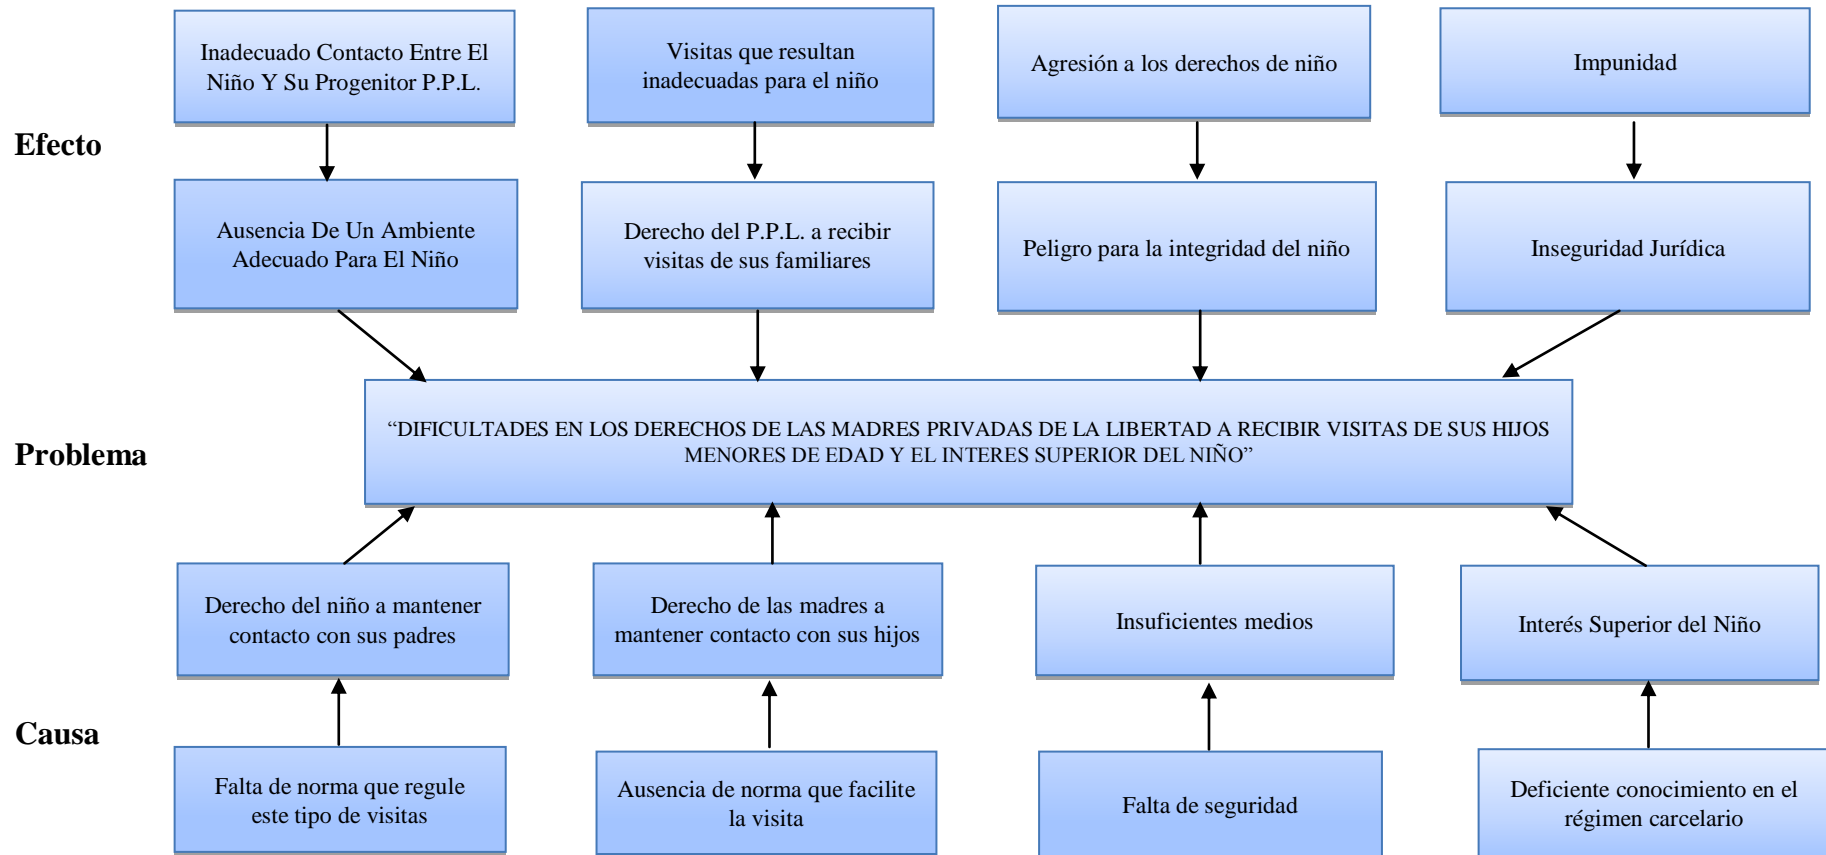 Inadecuado Contacto Entre El
Niño Y Su Progenitor P.P.L.
Visitas que resultan
inadecuadas para el niño
Agresión a los derechos de niño
Impunidad
Efecto
Ausencia De Un Ambiente
Adecuado Para El Niño
Derecho del P.P.L. a recibir
visitas de sus familiares
Peligro para la integridad del niño
Inseguridad Jurídica
Problema
“DIFICULTADES EN LOS DERECHOS DE LAS MADRES PRIVADAS DE LA LIBERTAD A RECIBIR VISITAS DE SUS HIJOS
MENORES DE EDAD Y EL INTERES SUPERIOR DEL NIÑO”
Derecho del niño a mantener
contacto con sus padres
Derecho de las madres a
mantener contacto con sus hijos
Insuficientes medios
Interés Superior del Niño
Causa
Falta de norma que regule
este tipo de visitas
Ausencia de norma que facilite
la visita
Falta de seguridad
Deficiente conocimiento en el
régimen carcelario